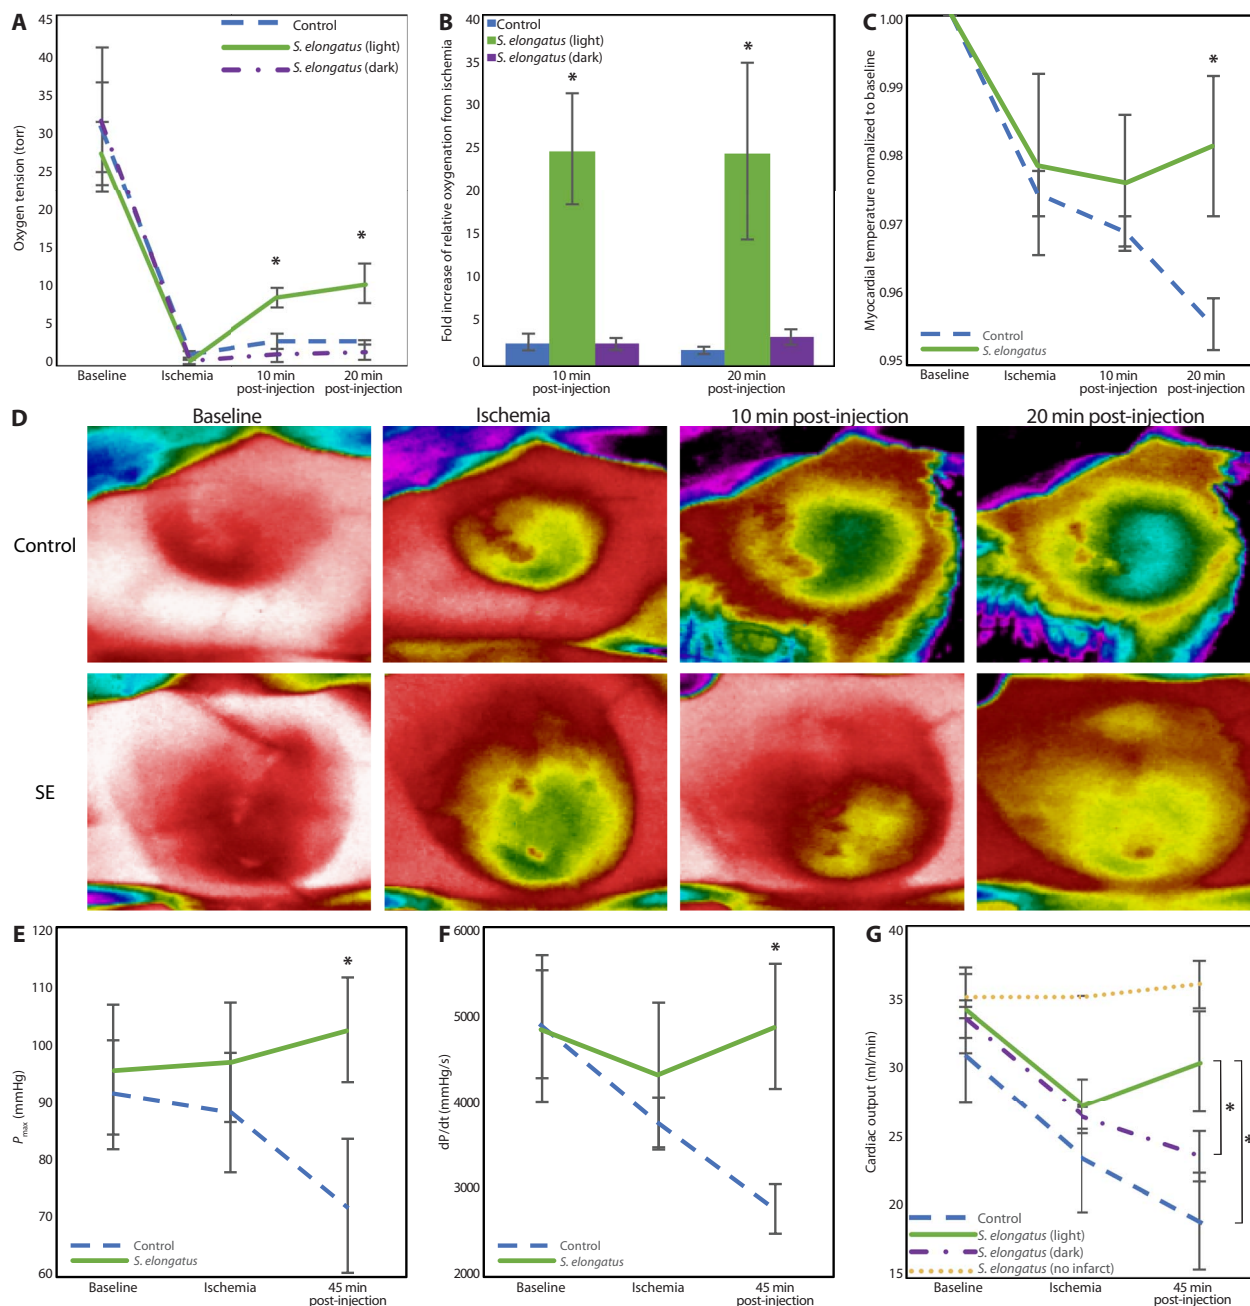 A
45
40
35
30
25
20
15
10
5
0
Oxygen tension (torr)
Control
S. elongatus (light)
S. elongatus (dark)
*
*
Baseline
Ischemia
10 min
post-injection
20 min
post-injection
B
40
35
30
25
20
15
10
5
0
Fold increase of relative oxygenation from ischemia
Control
S. elongatus (light)
S. elongatus (dark)
*
*
10 min
post-injection
20 min
post-injection
C
1.00
0.99
0.98
0.97
0.96
0.95
Myocardial temperature normalized to baseline
*
Control
S. elongatus
Baseline
Ischemia
10 min
post-injection
20 min
post-injection
D
Baseline
Ischemia
10 min post-injection
20 min post-injection
Control
SE
E
120
110
100
90
80
70
60
Pmax (mmHg)
*
Control
S. elongatus
Baseline
Ischemia
45 min
post-injection
F
6000
5000
4000
3000
2000
dP/dt (mmHg/s)
*
Control
S. elongatus
Baseline
Ischemia
45 min
post-injection
G
40
35
30
25
20
15
Cardiac output (ml/min)
*
*
Control
S. elongatus (light)
S. elongatus (dark)
S. elongatus (no infarct)
Baseline
Ischemia
45 min
post-injection